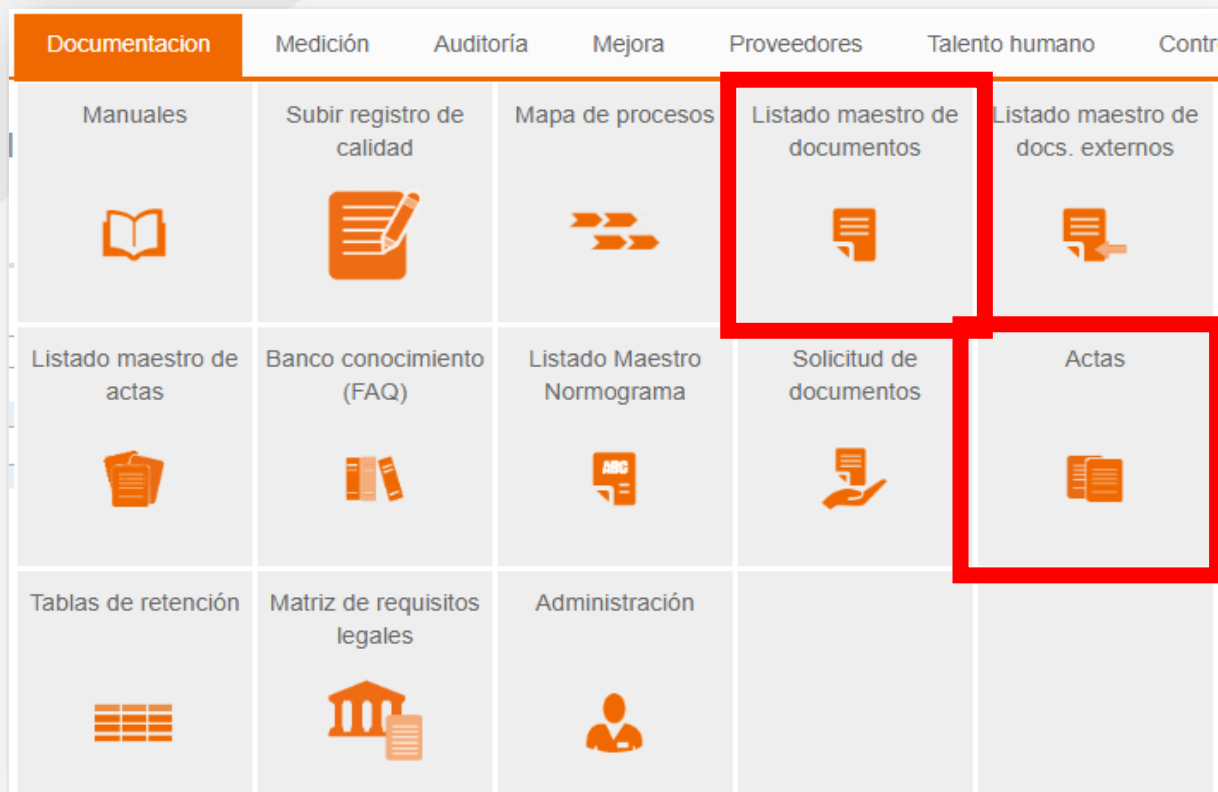 Documentacion Medición Auditoría Mejora Proveedores Talento humano Contr
Manuales
Subir registro de
calidad
Mapa de procesos
Listado maestro de
documentos
Listado maestro de
docs. externos
Listado maestro de
actas
Banco conocimiento
(FAQ)
Listado Maestro
Normograma
ABC
Solicitud de
documentos
Actas
Tablas de retención
Matriz de requisitos
legales
Administración